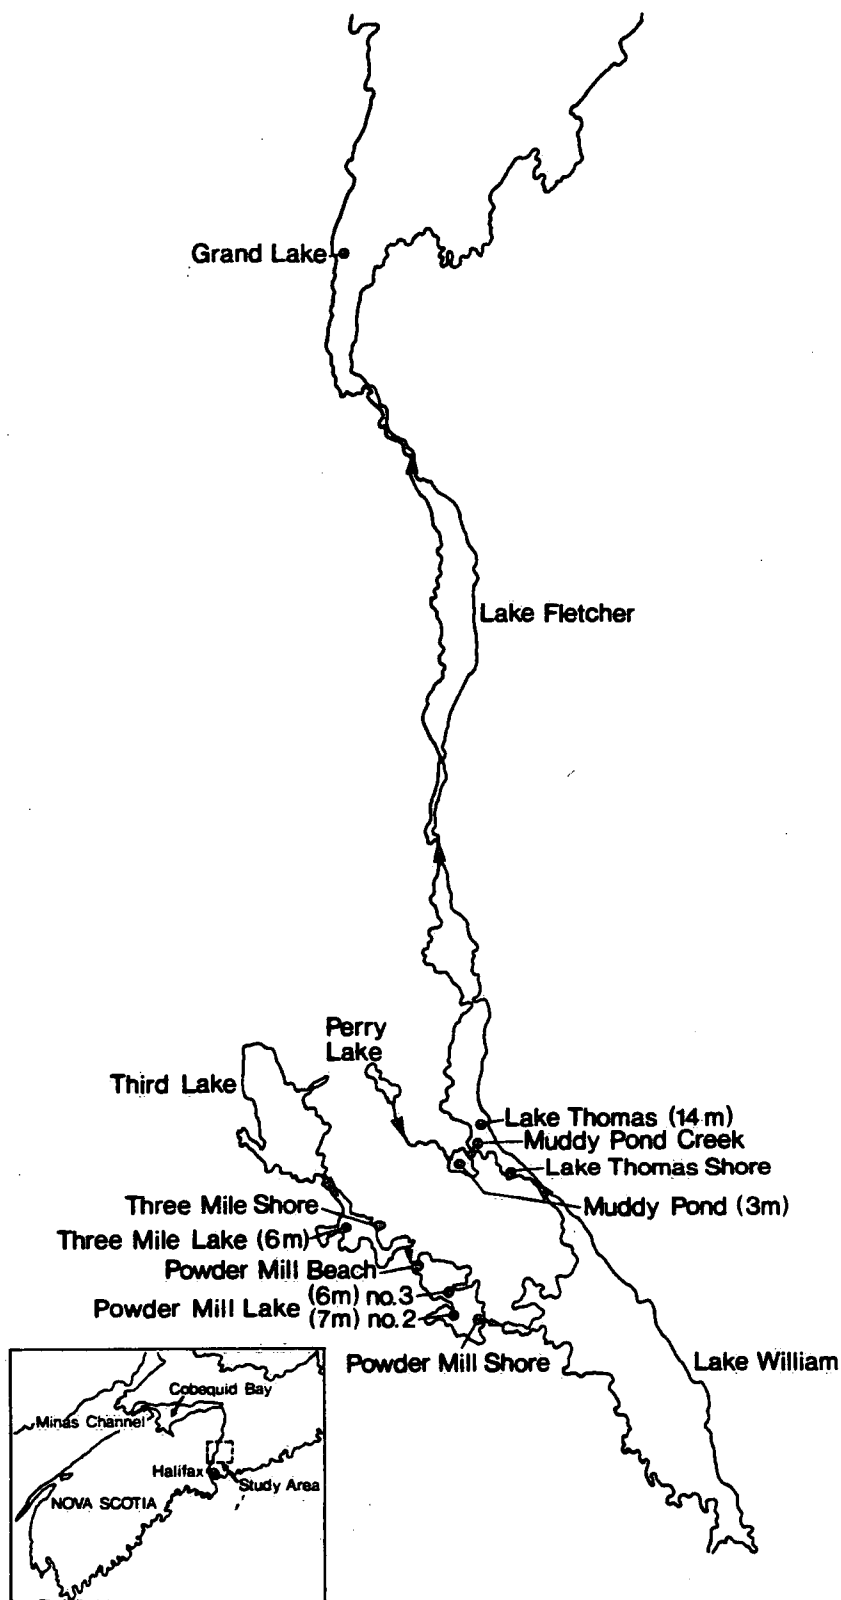 Grand Lake
Lake Fletcher
Perry
Lake
Third Lake
Lake Thomas (14m)
Muddy Pond Creek
Lake Thomas Shore
Muddy Pond (3m)
Three Mile Shore
Three Mile Lake (6m)
Powder Mill Beach
(6m) no.3
Powder Mill Lake
(7m) no.2
Powder Mill Shore
Lake William
Cobequid Bay
Minas Channel
Halifax
Study Area
NOVA SCOTIA